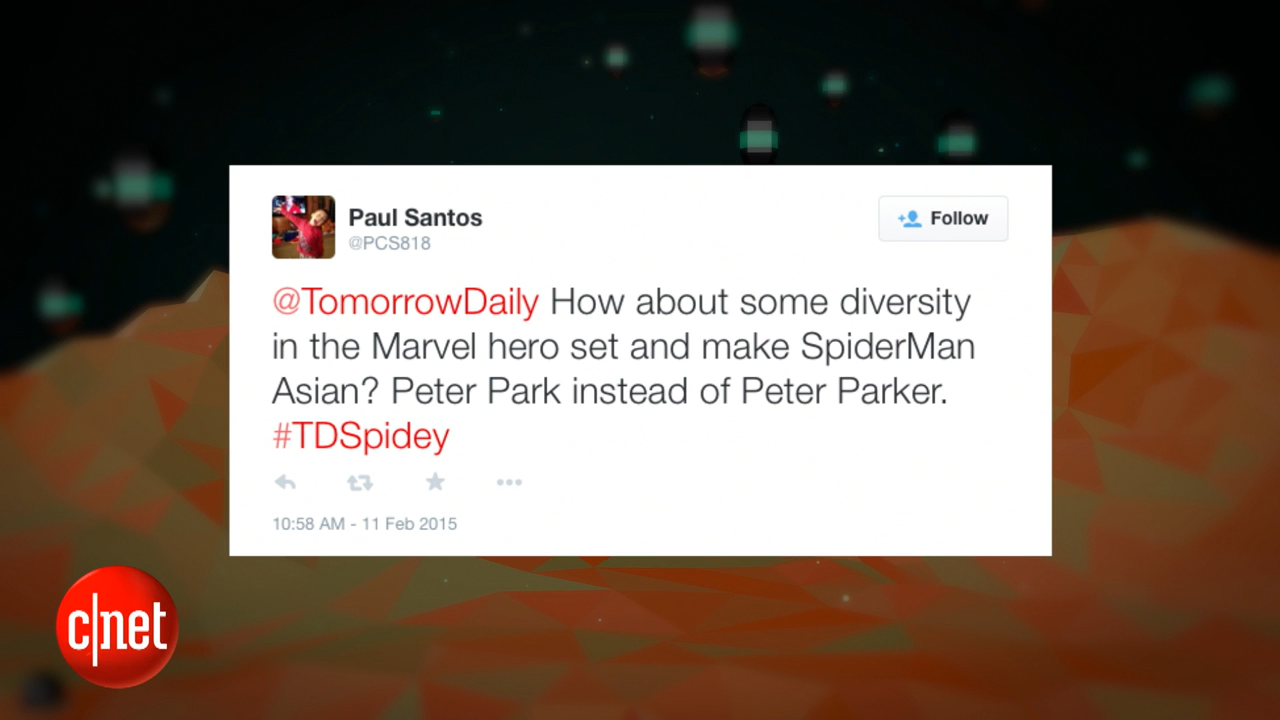 Paul Santos
@PCS818
Follow
@TomorrowDaily How about some diversity
in the Marvel hero set and make SpiderMan
Asian? Peter Park instead of Peter Parker.
#TDSpidey
10:58 AM - 11 Feb 2015
c|net